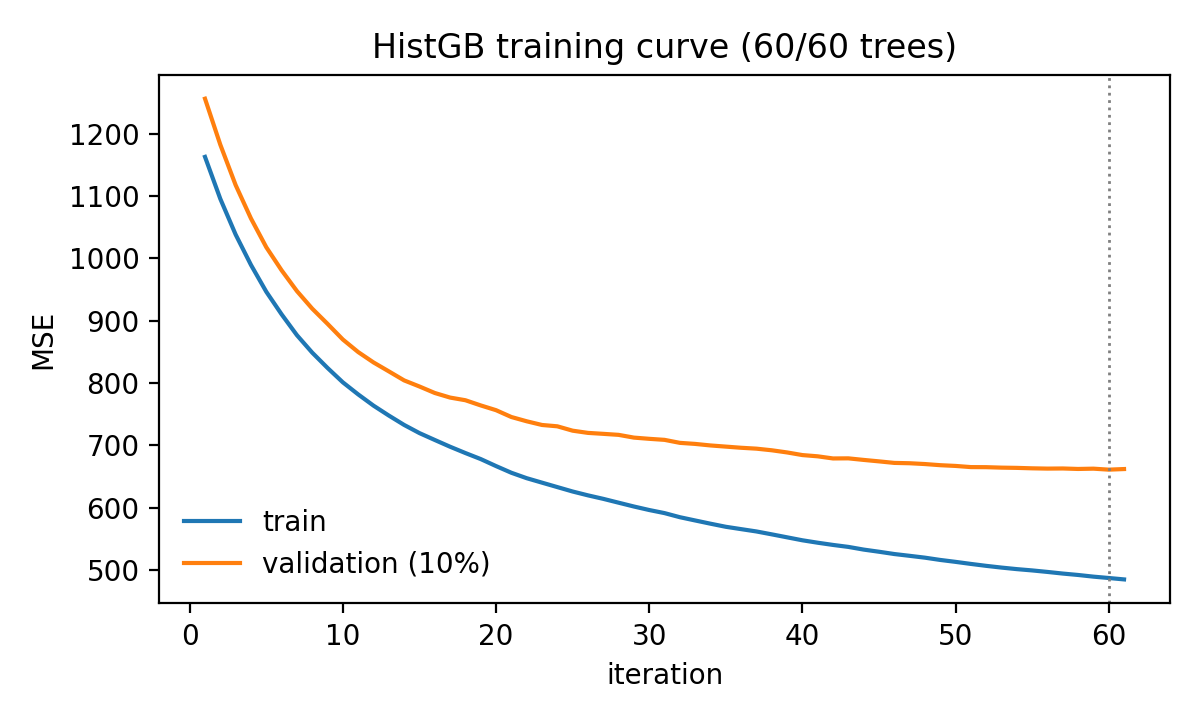 HistGB training curve (60/60 trees)
1200
1100
1000
900
800
700
600
500
MSE
train
validation (10%)
0 10 20 30 40 50 60
iteration